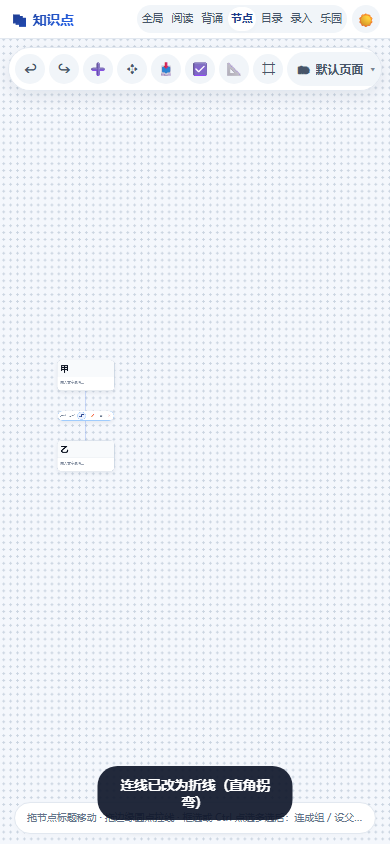 知识点
全局 阅读 背诵 节点 目录 录入 乐园
默认页面
甲
乙
连线已改为折线（直角拐
弯）
拖节点标题移动
连成组 / 设父…